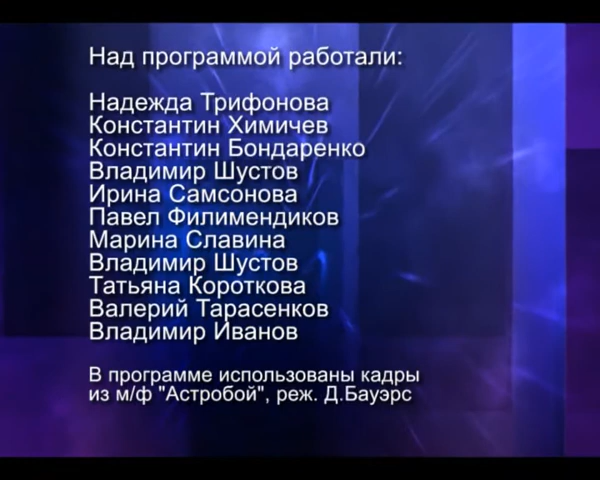 Над программой работали:
Надежда Трифонова
Константин Химичев
Константин Бондаренко
Владимир Шустов
Ирина Самсонова
Павел Филимендиков
Марина Славина
Владимир Шустов
Татьяна Короткова
Валерий Тарасенков
Владимир Иванов
В программе использованы кадры
из м/ф "Астробой", реж. Д.Бауэрс